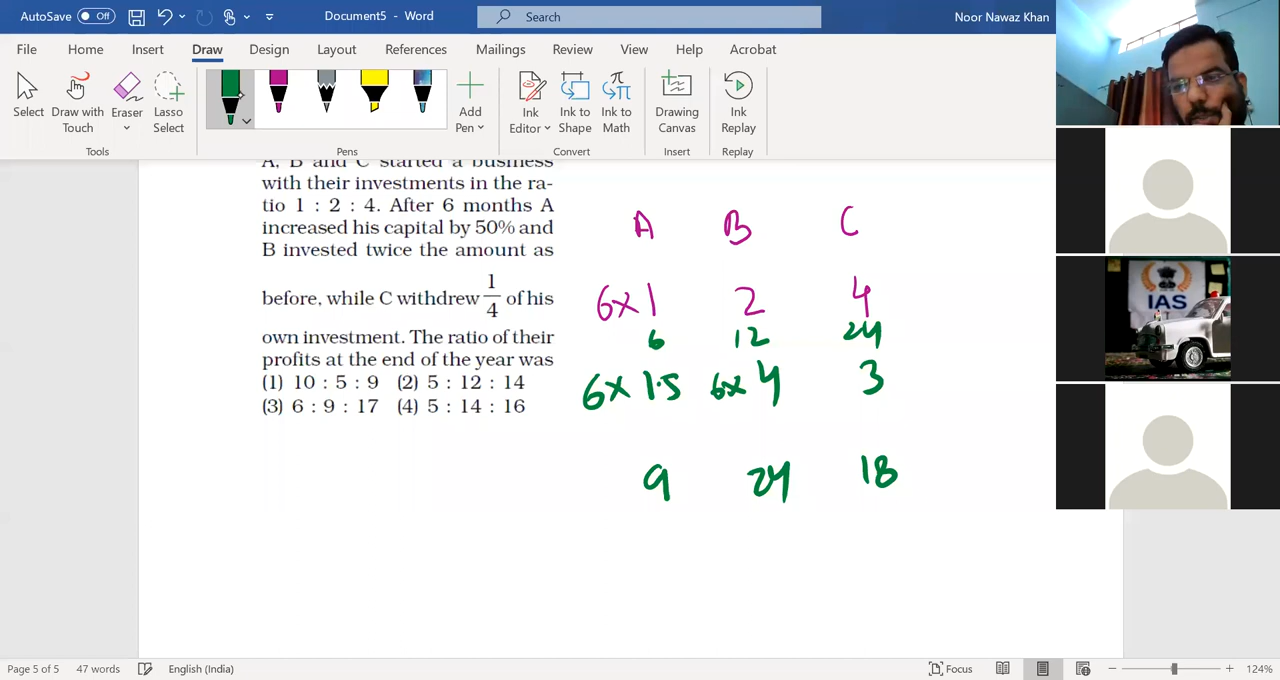 AutoSave Off Document5 - Word Search Noor Nawaz Khan
File Home Insert Draw Design Layout References Mailings Review View Help Acrobat
Select Draw with Touch Eraser Lasso Select Add Pen Ink Editor Ink to Shape Ink to Math Drawing Canvas Ink Replay
Tools Pens Convert Insert Replay
A, B and C started a business
with their investments in the ra-
tio 1 : 2 : 4. After 6 months A
increased his capital by 50% and
B invested twice the amount as
before, while C withdrew 1/4 of his
own investment. The ratio of their
profits at the end of the year was
(1) 10 : 5 : 9 (2) 5 : 12 : 14
(3) 6 : 9 : 17 (4) 5 : 14 : 16
A B C
6×1 2 4
6 12 24
6×1.5 6×4 3
9 24 18
IAS
Page 5 of 5 47 words English (India) Focus 124%